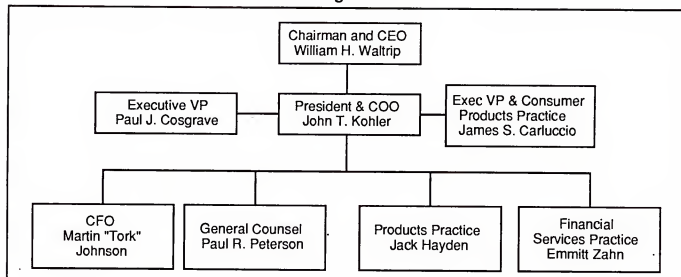 Chairman and CEO
William H. Waltrip
Executive VP
Paul J. Cosgrave
President & COO
John T. Kohler
Exec VP & Consumer
Products Practice
James S. Carluccio
CFO
Martin "Tork"
Johnson
General Counsel
Paul R. Peterson
Products Practice
Jack Hayden
Financial
Services Practice
Emmitt Zahn